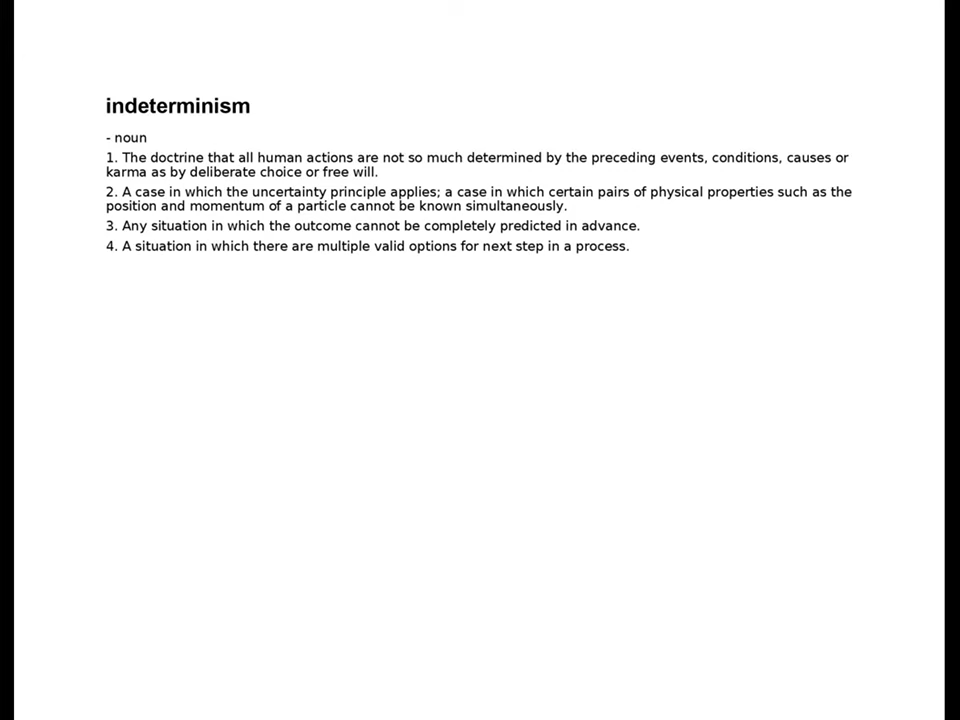 indeterminism
- noun
1. The doctrine that all human actions are not so much determined by the preceding events, conditions, causes or
karma as by deliberate choice or free will.
2. A case in which the uncertainty principle applies; a case in which certain pairs of physical properties such as the
position and momentum of a particle cannot be known simultaneously.
3. Any situation in which the outcome cannot be completely predicted in advance.
4. A situation in which there are multiple valid options for next step in a process.